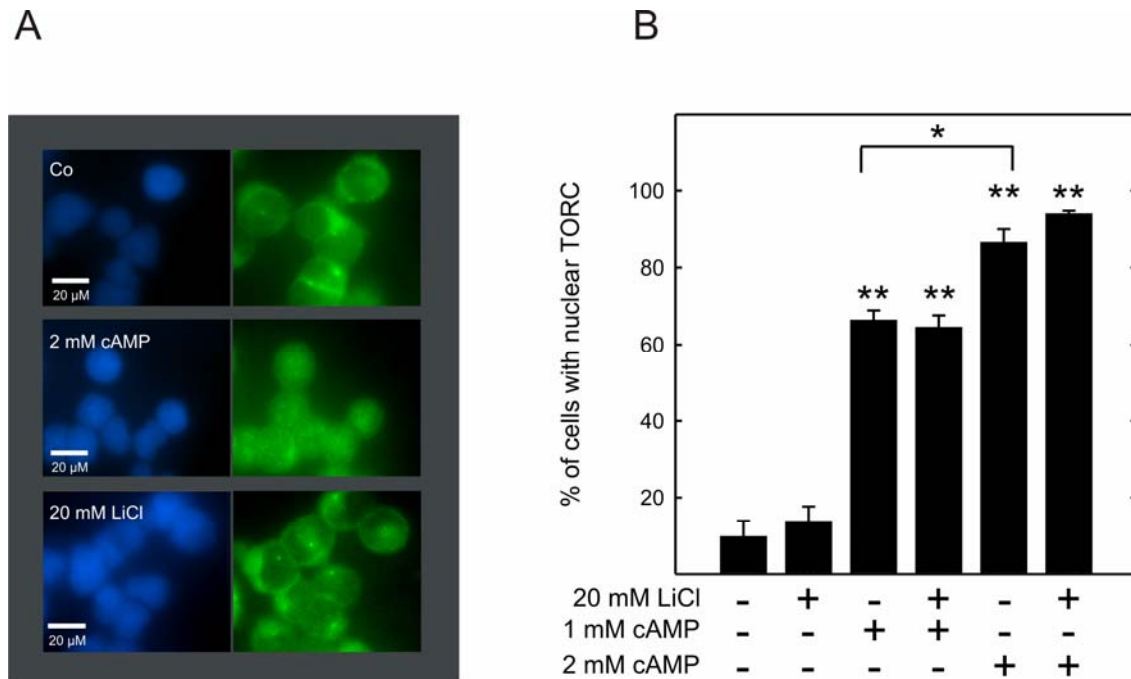 A
B
Co
20 µM
2 mM cAMP
20 µM
20 mM LiCl
20 µM
% of cells with nuclear TORC
100
80
60
40
20
*
** **
** **
20 mM LiCl - + - + - +
1 mM cAMP - - + + - -
2 mM cAMP - - - - + +